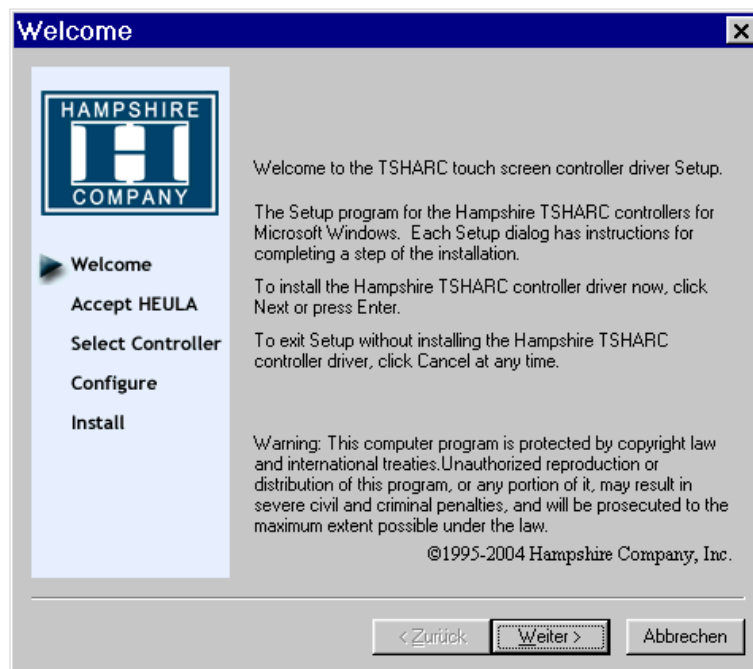 Welcome
HAMPSHIRE
H
COMPANY
Welcome
Accept HEULA
Select Controller
Configure
Install
Welcome to the TSHARC touch screen controller driver Setup.
The Setup program for the Hampshire TSHARC controllers for
Microsoft Windows.  Each Setup dialog has instructions for
completing a step of the installation.
To install the Hampshire TSHARC controller driver now, click
Next or press Enter.
To exit Setup without installing the Hampshire TSHARC
controller driver, click Cancel at any time.
Warning: This computer program is protected by copyright law
and international treaties.Unauthorized reproduction or
distribution of this program, or any portion of it, may result in
severe civil and criminal penalties, and will be prosecuted to the
maximum extent possible under the law.
©1995-2004 Hampshire Company, Inc.
< Zurück
Weiter >
Abbrechen